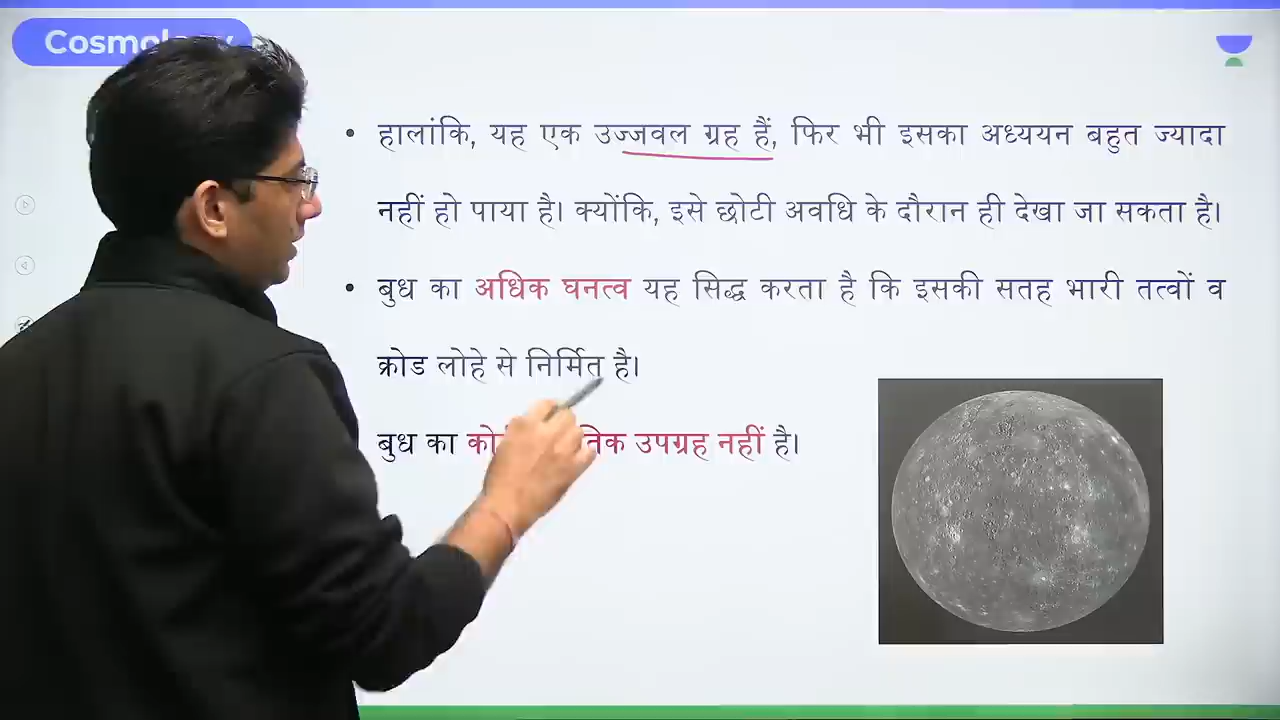 हालांकि, यह एक उज्जवल ग्रह हैं, फिर भी इसका अध्ययन बहुत ज्यादा
नहीं हो पाया है। क्योंकि, इसे छोटी अवधि के दौरान ही देखा जा सकता है।
बुध का अधिक घनत्व यह सिद्ध करता है कि इसकी सतह भारी तत्वों व
क्रोड लोहे से निर्मित है।
बुध का उपग्रह नहीं है।